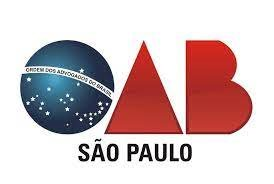 ORDEM DOS ADVOGADOS DO BRASIL
OAB
SÃO PAULO